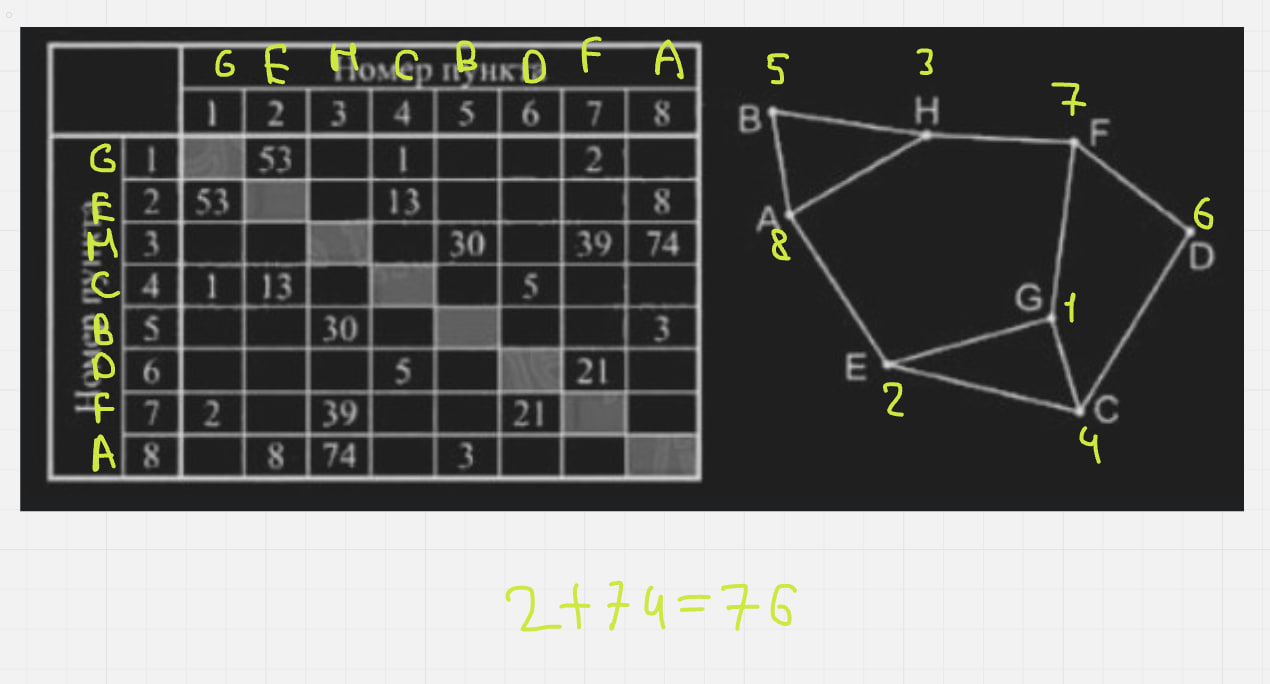 G E H C B D F A
Номер пункта
1 2 3 4 5 6 7 8
Номер пункта
G 1 53 1 2
E 2 53 13 8
H 3 30 39 74
C 4 1 13 5
B 5 30 3
D 6 5 21
F 7 2 39 21
A 8 8 74 3
5 3 7
B H F
A 8
6 D
G 1
E 2
C 4
2+74=76